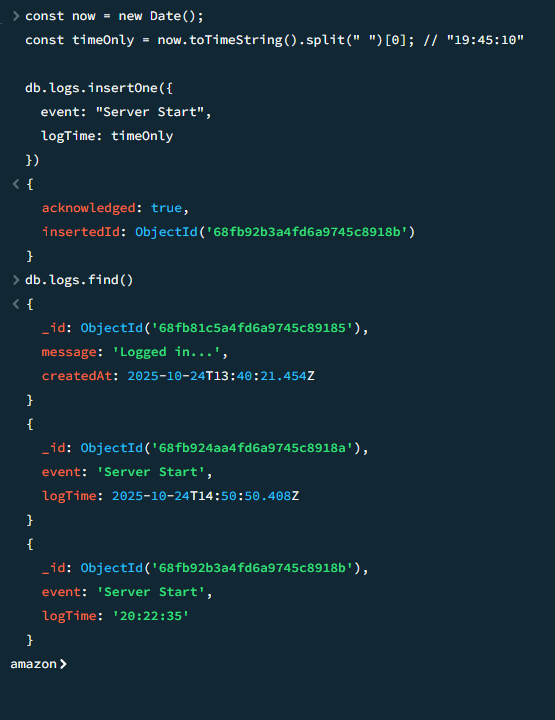 > const now = new Date();
const timeOnly = now.toTimeString().split(" ")[0]; // "19:45:10"
db.logs.insertOne({
event: "Server Start",
logTime: timeOnly
})
< {
acknowledged: true,
insertedId: ObjectId('68fb92b3a4fd6a9745c8918b')
}
> db.logs.find()
< {
_id: ObjectId('68fb81c5a4fd6a9745c89185'),
message: 'Logged in...',
createdAt: 2025-10-24T13:40:21.454Z
}
{
_id: ObjectId('68fb924aa4fd6a9745c8918a'),
event: 'Server Start',
logTime: 2025-10-24T14:50:50.408Z
}
{
_id: ObjectId('68fb92b3a4fd6a9745c8918b'),
event: 'Server Start',
logTime: '20:22:35'
}
amazon>